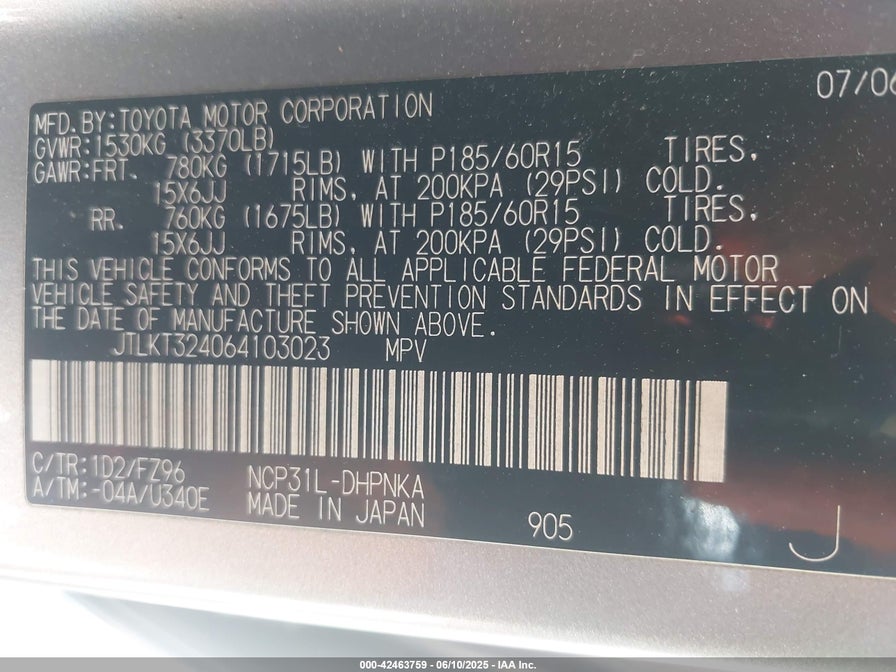 07/06
MFD.BY:TOYOTA MOTOR CORPORATION
GVWR:1530KG (3370LB)
GAWR:FRT. 780KG (1715LB) WITH P185/60R15 TIRES,
15X6JJ RIMS, AT 200KPA (29PSI) COLD.
RR. 760KG (1675LB) WITH P185/60R15 TIRES,
15X6JJ RIMS, AT 200KPA (29PSI) COLD.
THIS VEHICLE CONFORMS TO ALL APPLICABLE FEDERAL MOTOR
VEHICLE SAFETY AND THEFT PREVENTION STANDARDS IN EFFECT ON
THE DATE OF MANUFACTURE SHOWN ABOVE.
JTLKT324064103023 MPV
C/TR:1D2/FZ96 NCP31L-DHPNKA
A/TM:-04A/U340E MADE IN JAPAN
905 J
000-42463759 - 06/10/2025 - IAA Inc.